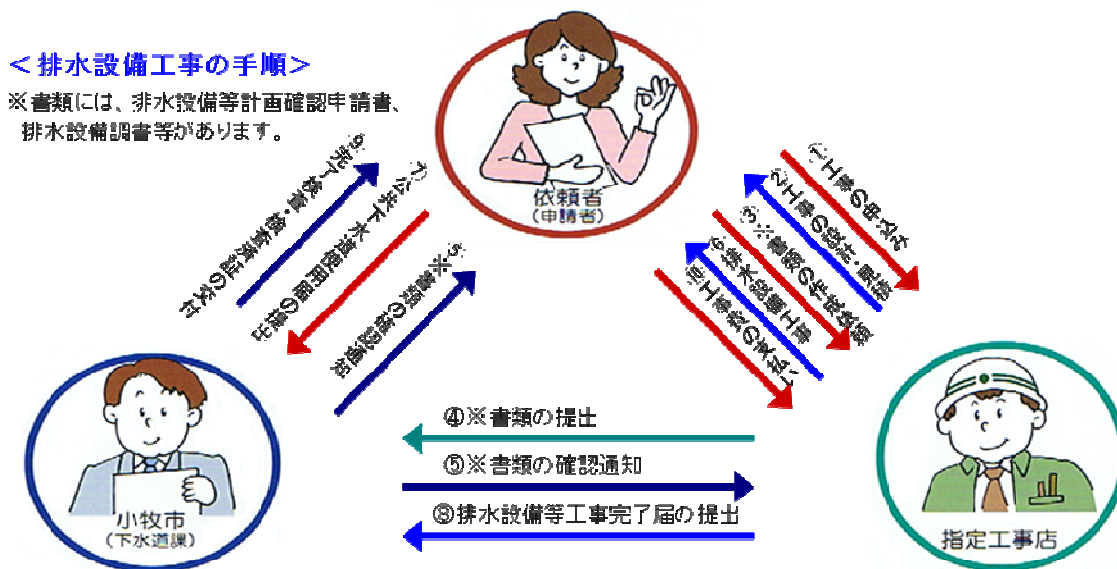 ＜排水設備工事の手順＞
※書類には、排水設備等計画確認申請書、
排水設備調書等があります。
依頼者
(申請者)
①工事の申込み
②工事の設計・見積
③※書類の作成依頼
⑥排水設備工事
⑩工事費の支払い
⑨完了検査・検査済証の交付
⑦公共下水道使用届の提出
⑤※書類の確認通知
④※書類の提出
⑤※書類の確認通知
⑧排水設備等工事完了届の提出
小牧市
(下水道課)
指定工事店